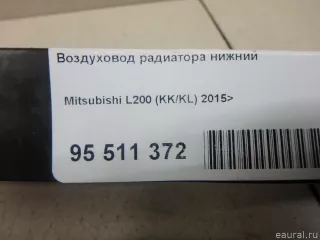 Воздуховод радиатора нижний
Mitsubishi L200 (KK/KL) 2015>
95 511 372
eaural.ru